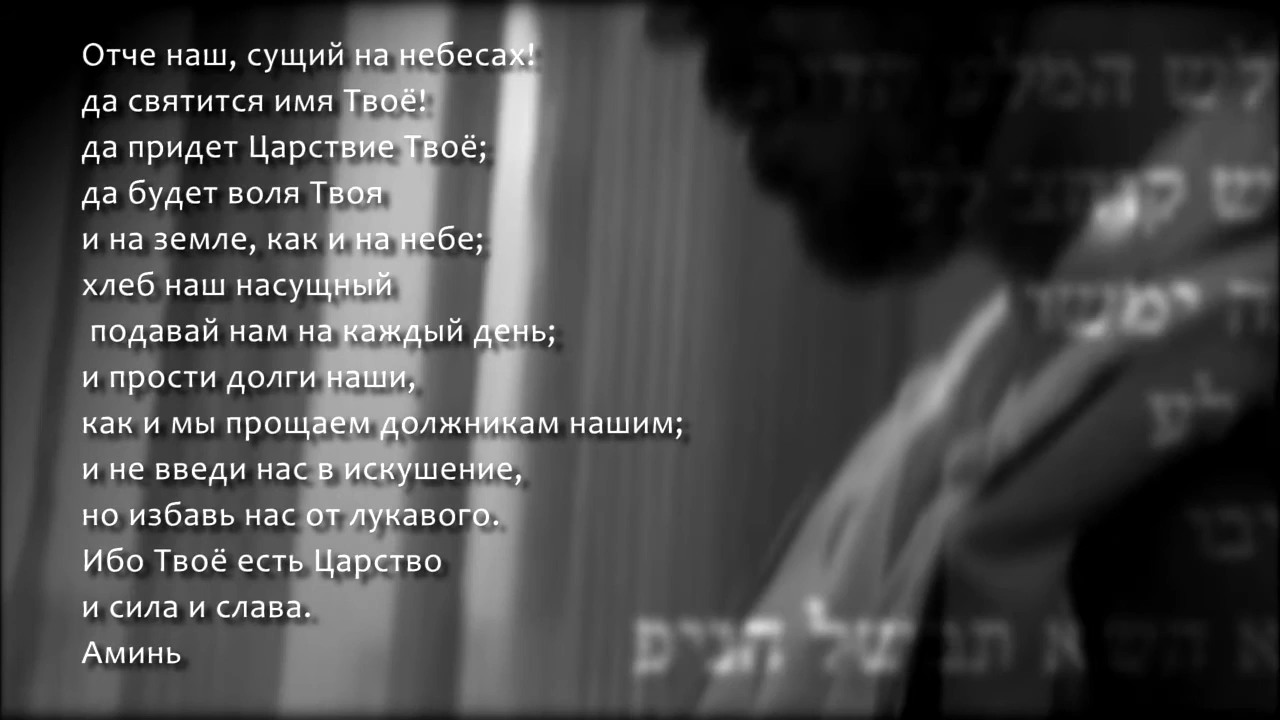 Отче наш, сущий на небесах!
да святится имя Твоё!
да придет Царствие Твоё;
да будет воля Твоя
и на земле, как и на небе;
хлеб наш насущный
подавай нам на каждый день;
и прости долги наши,
как и мы прощаем должникам нашим;
и не введи нас в искушение,
но избавь нас от лукавого.
Ибо Твоё есть Царство
и сила и слава.
Аминь